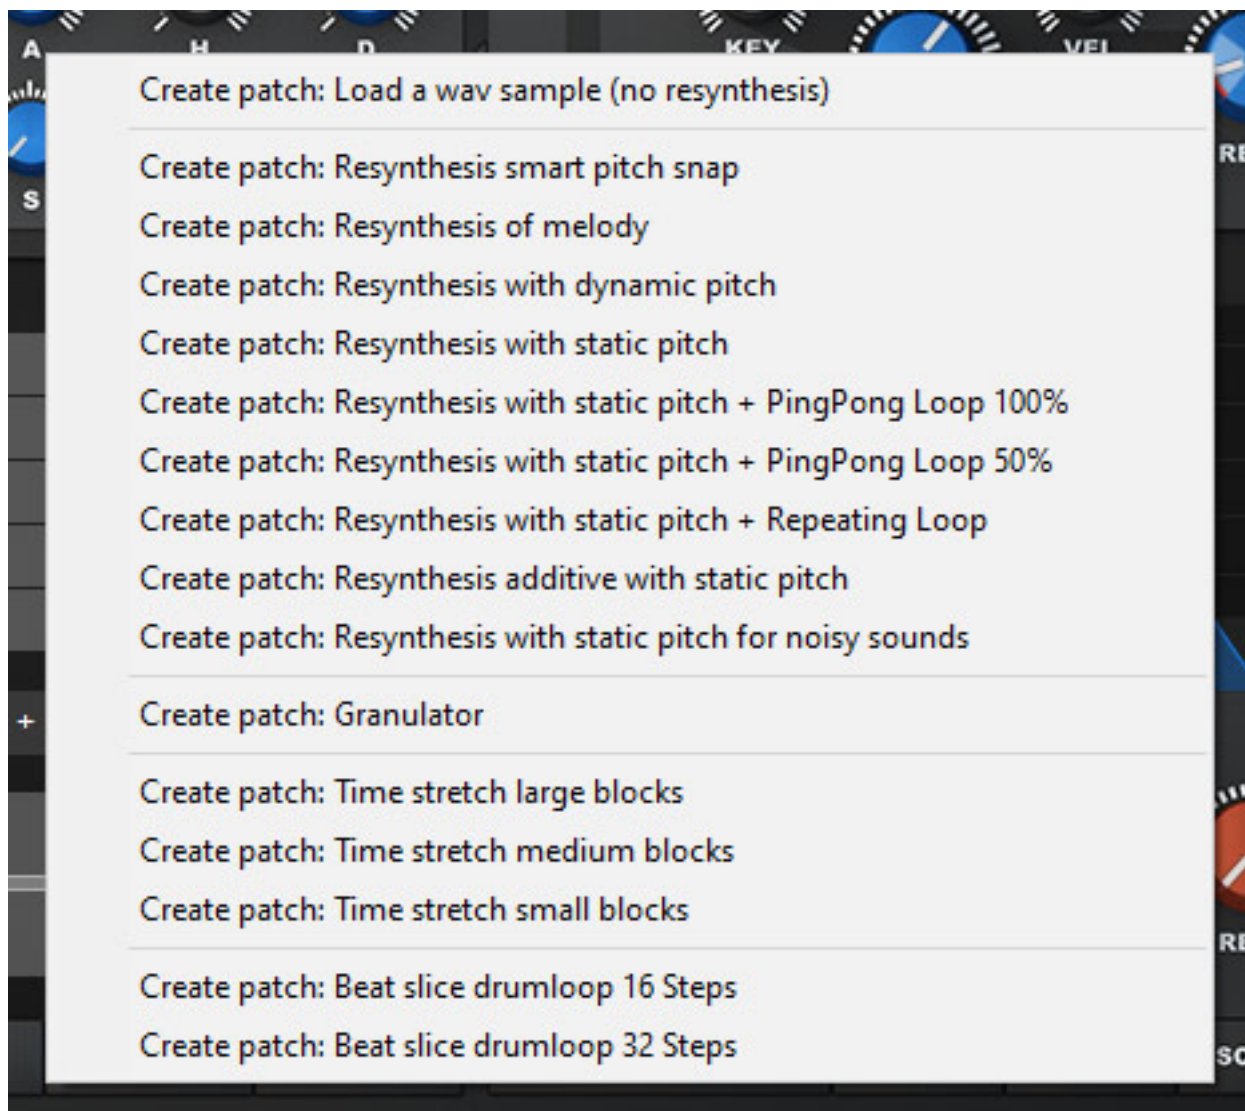 A H D KEY VEL
Create patch: Load a wav sample (no resynthesis)
Create patch: Resynthesis smart pitch snap
S
Create patch: Resynthesis of melody
Create patch: Resynthesis with dynamic pitch
Create patch: Resynthesis with static pitch
Create patch: Resynthesis with static pitch + PingPong Loop 100%
Create patch: Resynthesis with static pitch + PingPong Loop 50%
Create patch: Resynthesis with static pitch + Repeating Loop
Create patch: Resynthesis additive with static pitch
Create patch: Resynthesis with static pitch for noisy sounds
+ Create patch: Granulator
Create patch: Time stretch large blocks
Create patch: Time stretch medium blocks
Create patch: Time stretch small blocks
Create patch: Beat slice drumloop 16 Steps
Create patch: Beat slice drumloop 32 Steps